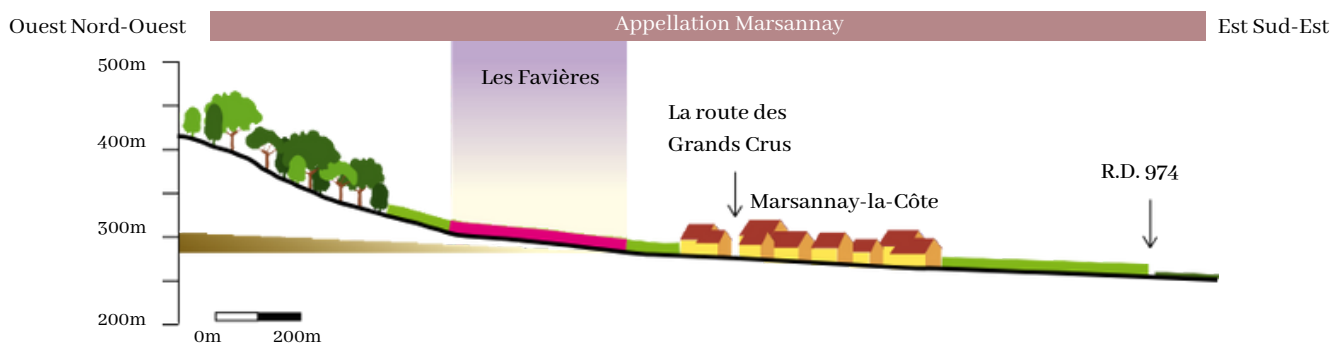 Appellation Marsannay
Ouest Nord-Ouest
Est Sud-Est
500m
Les Favières
La route des
Grands Crus
400m
R.D. 974
Marsannay-la-Côte
300m
200m
0m
200m